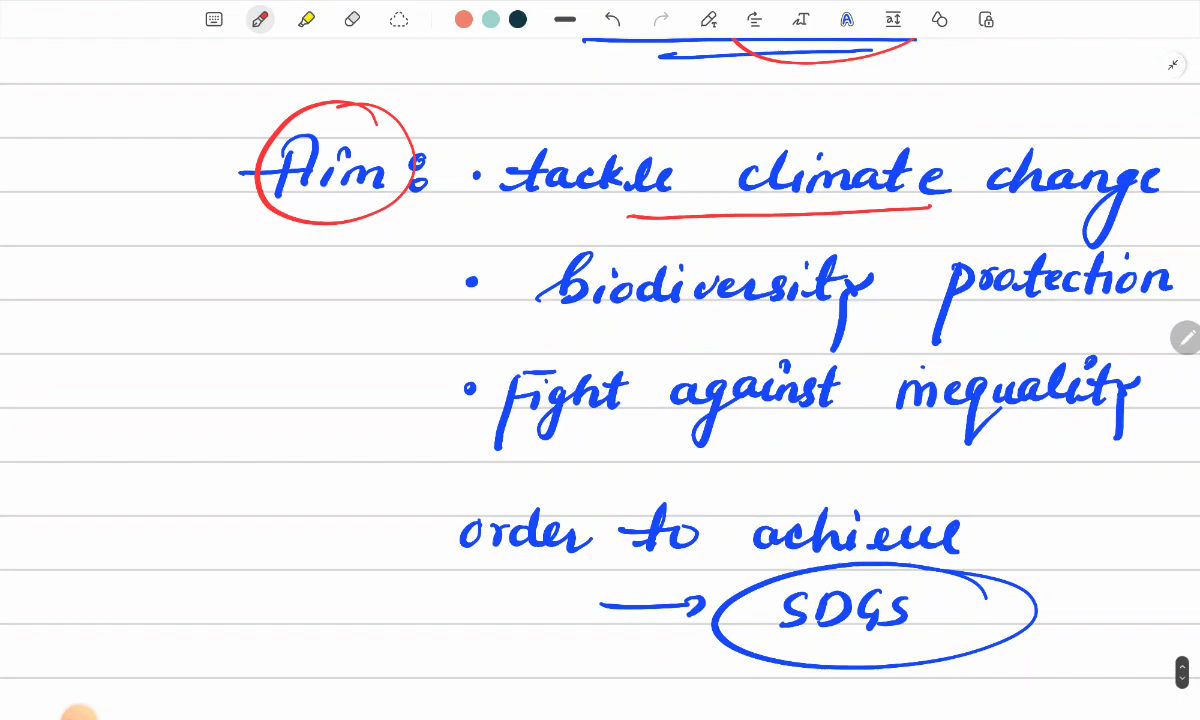 Aim: • tackle climate change
• biodiversity protection
• Fight against inequality
order to achieve
→ SDGs